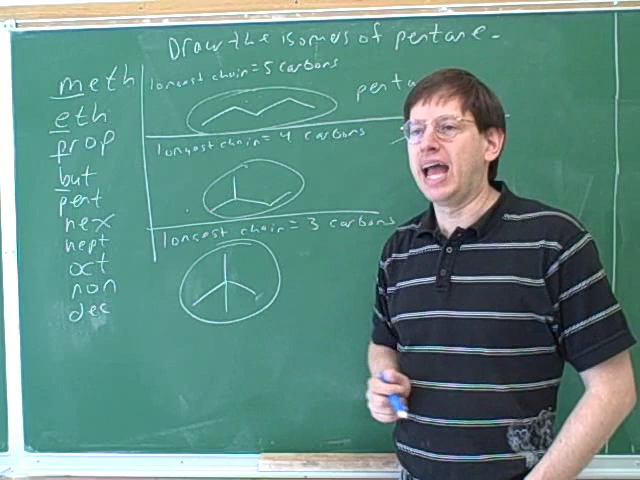 Draw the isomers of pentane.
meth
eth
prop
but
pent
hex
hept
oct
non
dec
longest chain = 5 carbons
penta
longest chain = 4 carbons
longest chain = 3 carbons